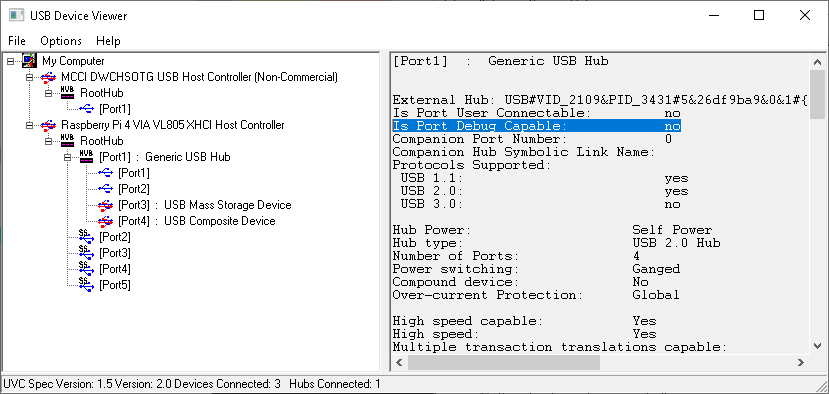 USB Device Viewer
File Options Help
My Computer
MCCI DWCHSOTG USB Host Controller (Non-Commercial)
RootHub
[Port1]
Raspberry Pi 4 VIA VL805 XHCI Host Controller
RootHub
[Port1] : Generic USB Hub
[Port1]
[Port2]
[Port3] : USB Mass Storage Device
[Port4] : USB Composite Device
[Port2]
[Port3]
[Port4]
[Port5]
[Port1] : Generic USB Hub
External Hub: USB#VID_2109&PID_3431#5&26df9ba9&0&1#{
Is Port User Connectable: no
Is Port Debug Capable: no
Companion Port Number: 0
Companion Hub Symbolic Link Name:
Protocols Supported:
USB 1.1: yes
USB 2.0: yes
USB 3.0: no
Hub Power: Self Power
Hub type: USB 2.0 Hub
Number of Ports: 4
Power switching: Ganged
Compound device: No
Over-current Protection: Global
High speed capable: Yes
High speed: Yes
Multiple transaction translations capable:
UVC Spec Version: 1.5 Version: 2.0 Devices Connected: 3 Hubs Connected: 1